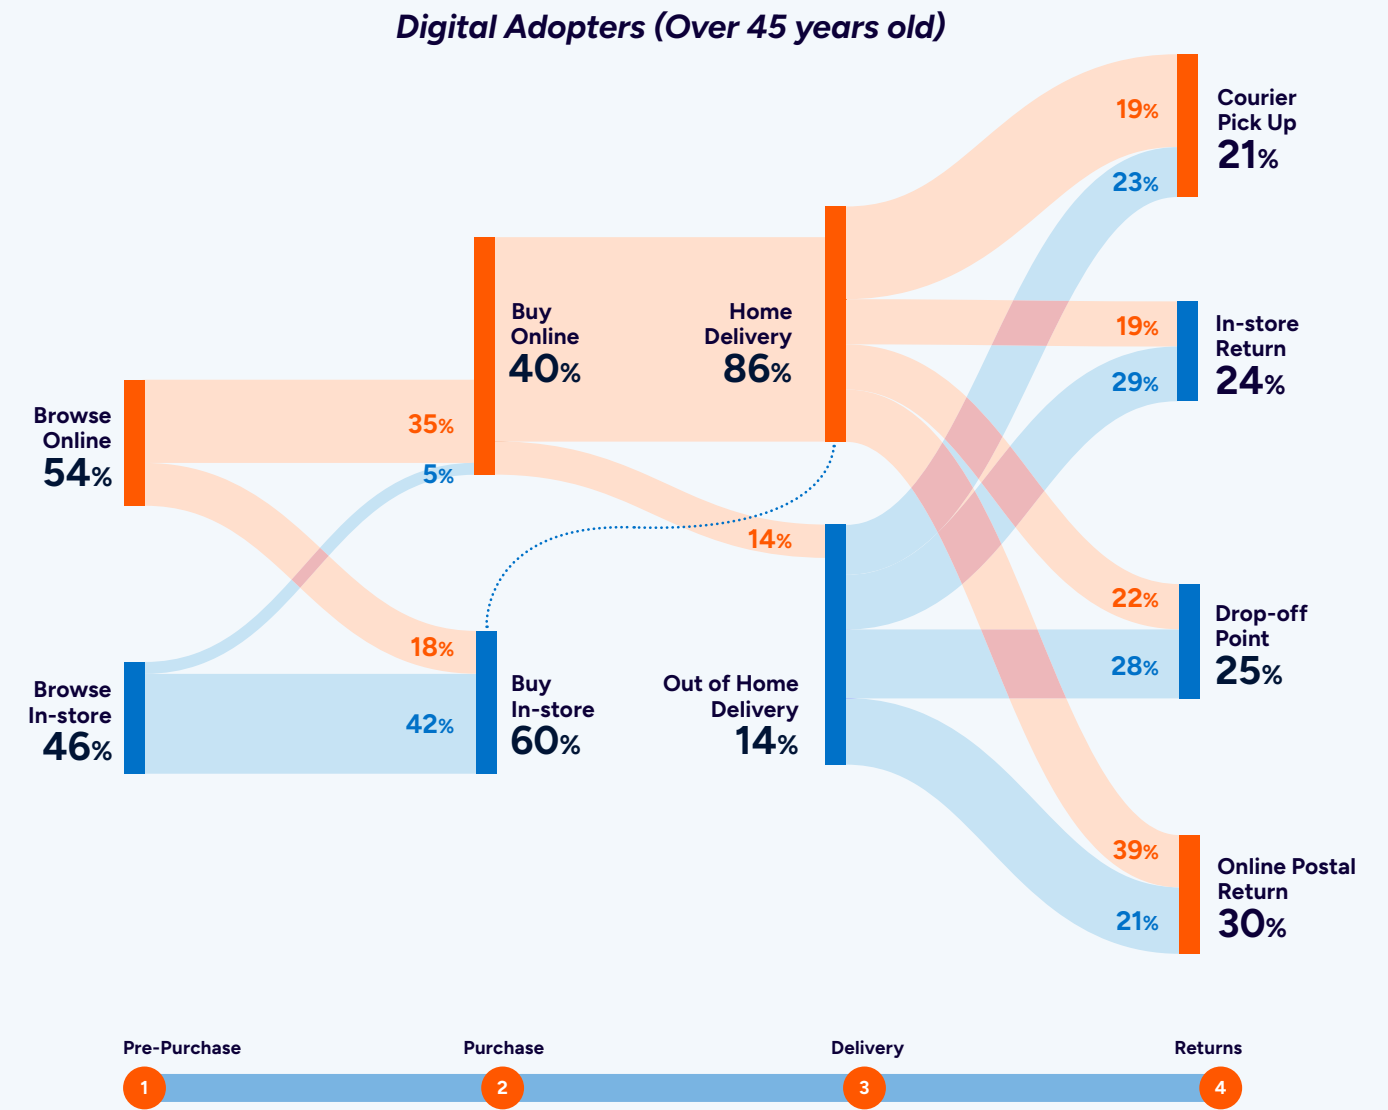 Digital Adopters (Over 45 years old)
Browse
Online
54%
Browse
In-store
46%
35%
5%
18%
42%
Buy
Online
40%
Buy
In-store
60%
Home
Delivery
86%
14%
Out of Home
Delivery
14%
19%
23%
Courier
Pick Up
21%
19%
29%
In-store
Return
24%
22%
28%
Drop-off
Point
25%
39%
21%
Online Postal
Return
30%
Pre-Purchase
Purchase
Delivery
Returns
1
2
3
4